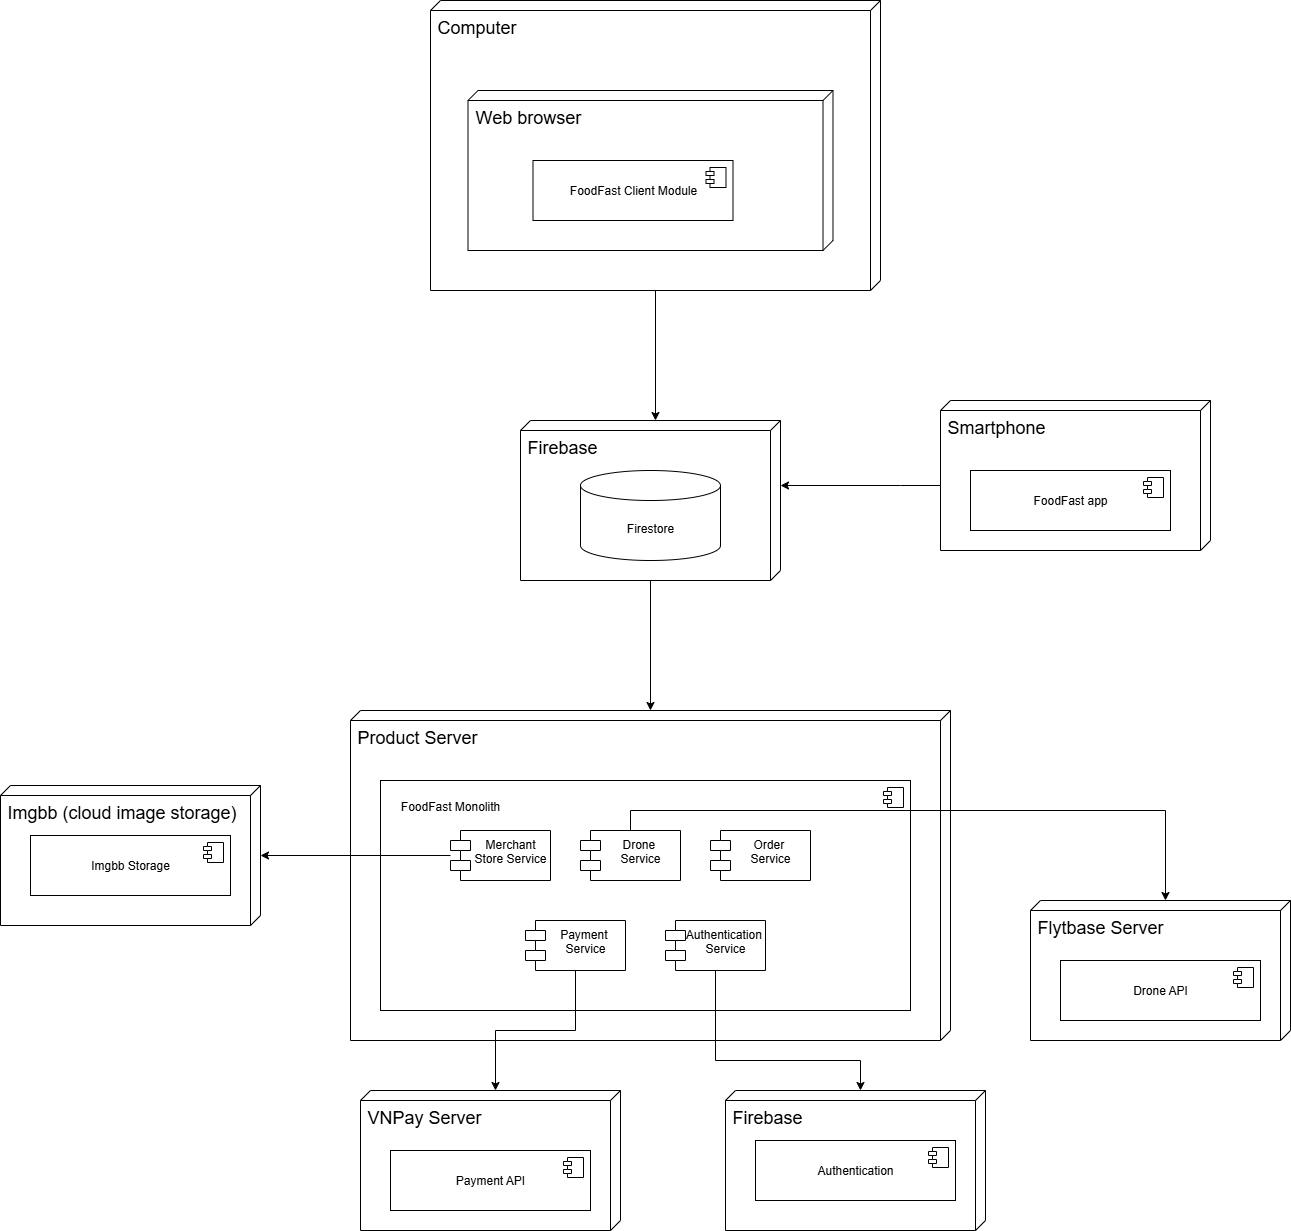 Computer
Web browser
FoodFast Client Module
Smartphone
FoodFast app
Firebase
Firestore
Product Server
FoodFast Monolith
Merchant
Store Service
Drone
Service
Order
Service
Payment
Service
Authentication
Service
Imgbb (cloud image storage)
Imgbb Storage
Flytbase Server
Drone API
VNPay Server
Payment API
Firebase
Authentication